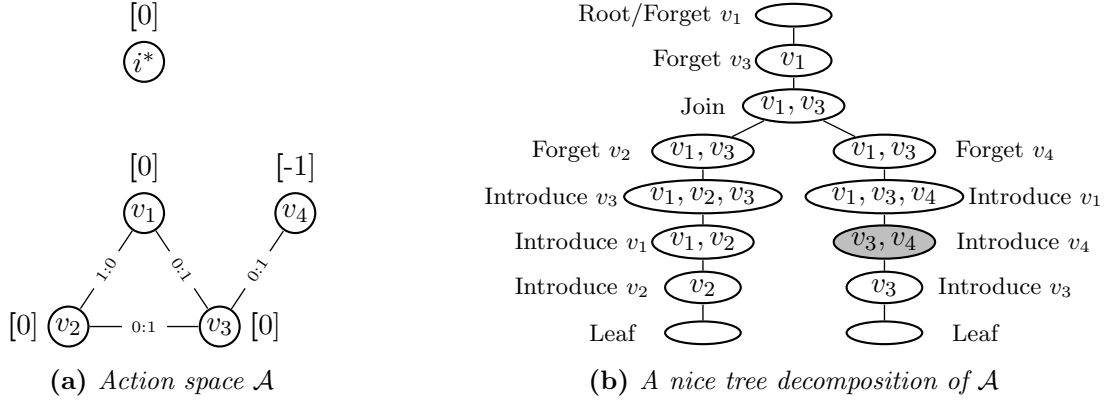 [0]
i*
[0]
[-1]
v1
v4
1:0
0:1
0:1
[0]
v2
0:1
v3
[0]
(a) Action space A
Root/Forget v1
Forget v3
v1
Join
v1, v3
Forget v2
v1, v3
v1, v3
Forget v4
Introduce v3
v1, v2, v3
v1, v3, v4
Introduce v1
Introduce v1
v1, v2
v3, v4
Introduce v4
Introduce v2
v2
v3
Introduce v3
Leaf
Leaf
(b) A nice tree decomposition of A